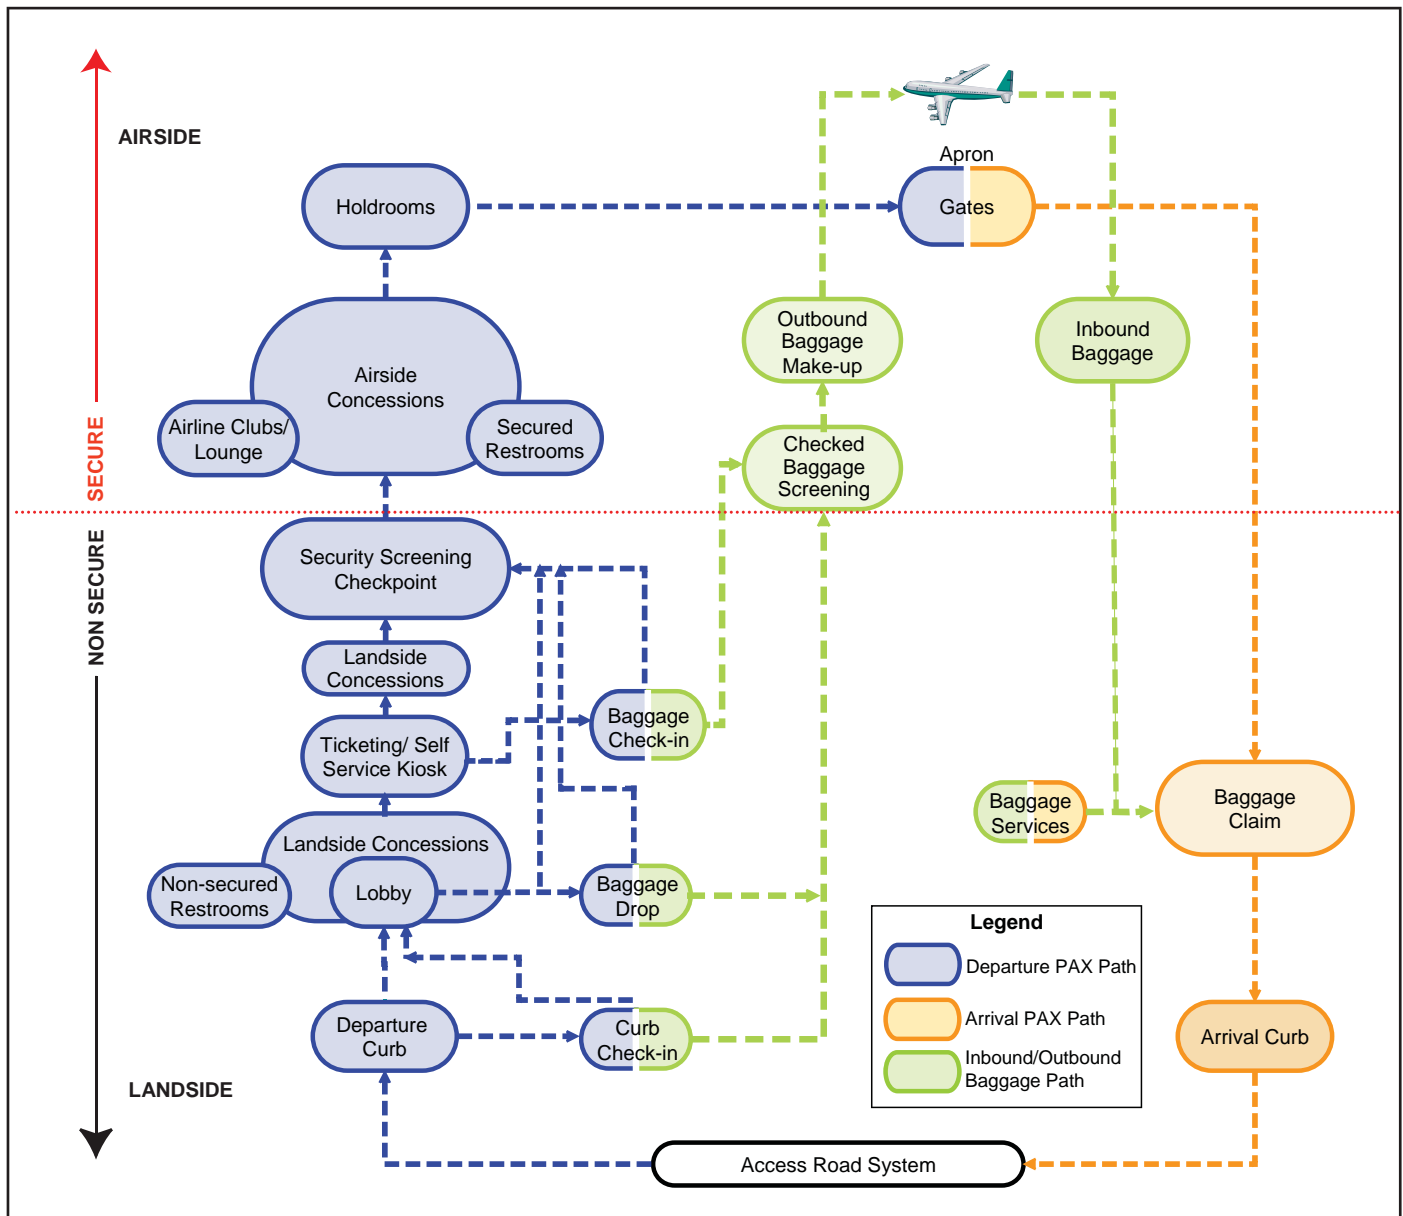 AIRSIDE
Apron
Holdrooms
Gates
Outbound
Baggage
Make-up
Inbound
Baggage
Airside
Concessions
Airline Clubs/
Lounge
Secured
Restrooms
Checked
Baggage
Screening
SECURE
NON SECURE
Security Screening
Checkpoint
Landside
Concessions
Baggage
Check-in
Ticketing/ Self
Service Kiosk
Baggage
Services
Baggage
Claim
Landside Concessions
Non-secured
Restrooms
Lobby
Baggage
Drop
Legend
Departure PAX Path
Arrival PAX Path
Inbound/Outbound
Baggage Path
Departure
Curb
Curb
Check-in
Arrival Curb
LANDSIDE
Access Road System